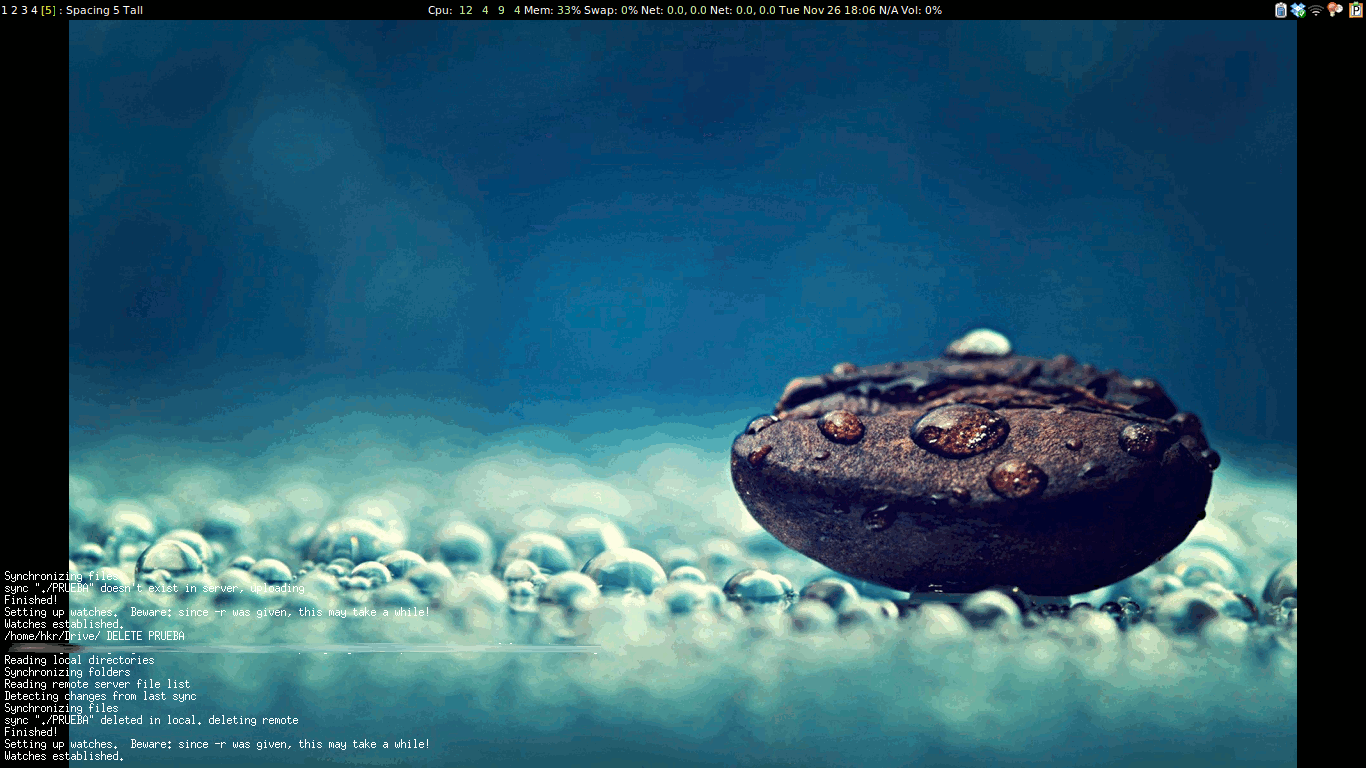 1 2 3 4 [5] : Spacing 5 Tall Cpu: 12 4 9 4 Mem: 33% Swap: 0% Net: 0.0, 0.0 Net: 0.0, 0.0 Tue Nov 26 18:06 N/A Vol: 0% P
Synchronizing files
sync "./PRUEBA" doesn't exist in server, uploading
Finished!
Setting up watches.  Beware: since -r was given, this may take a while!
Watches established.
/home/hkr/Drive/ DELETE PRUEBA
Reading local directories
Synchronizing folders
Reading remote server file list
Detecting changes from last sync
Synchronizing files
sync "./PRUEBA" deleted in local. deleting remote
Finished!
Setting up watches.  Beware: since -r was given, this may take a while!
Watches established.